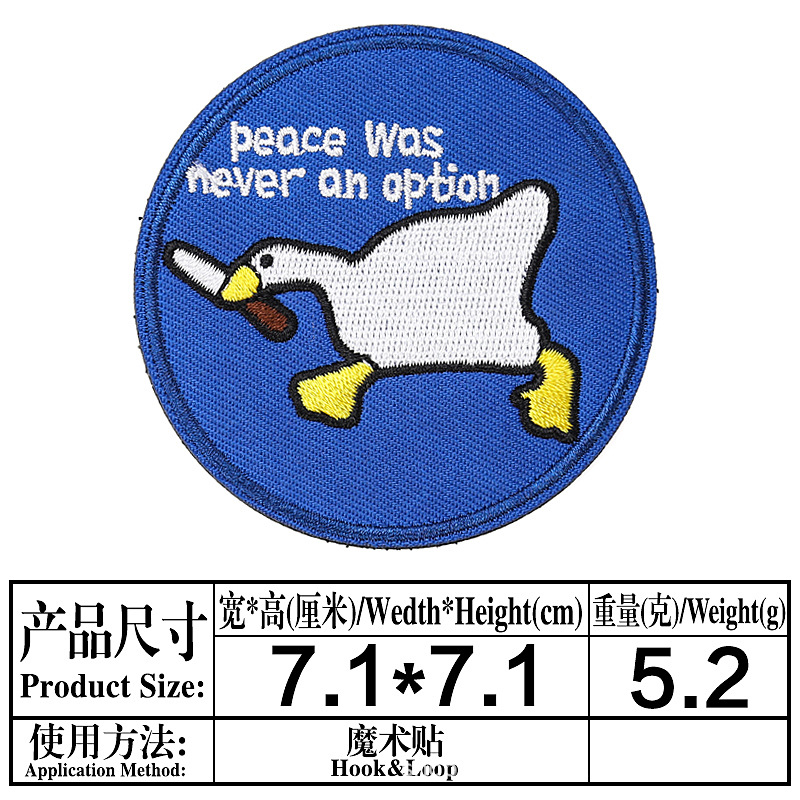 peace was
never an option
产品尺寸
Product Size:
宽*高(厘米)/Wedth*Height(cm)
重量(克)/Weight(g)
7.1*7.1
5.2
使用方法:
Application Method:
魔术贴
Hook&Loop